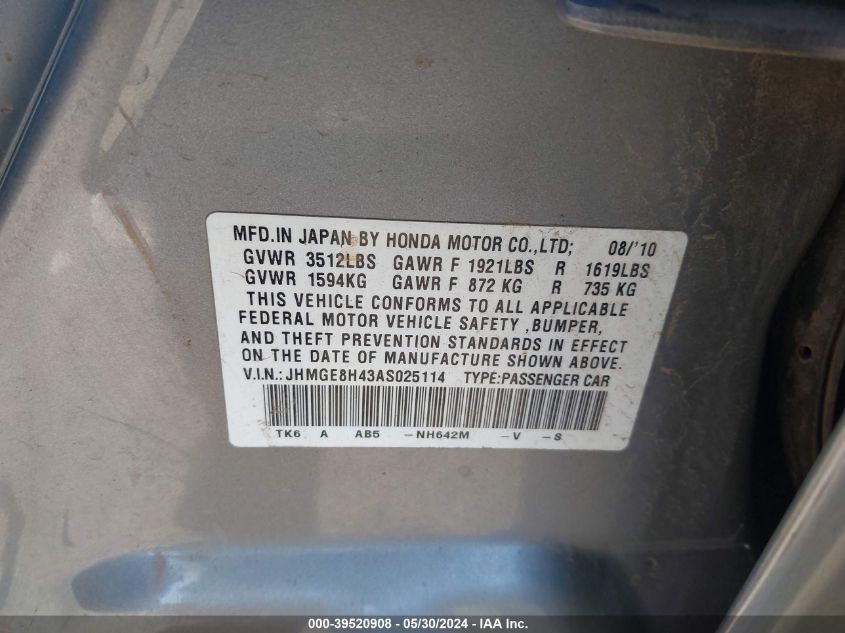 MFD.IN JAPAN BY HONDA MOTOR CO.,LTD; 08/'10
GVWR 3512LBS GAWR F 1921LBS R 1619LBS
GVWR 1594KG GAWR F 872 KG R 735 KG
THIS VEHICLE CONFORMS TO ALL APPLICABLE
FEDERAL MOTOR VEHICLE SAFETY ,BUMPER,
AND THEFT PREVENTION STANDARDS IN EFFECT
ON THE DATE OF MANUFACTURE SHOWN ABOVE.
V.I.N.:JHMGE8H43AS025114 TYPE:PASSENGER CAR
TK6 A AB5 -NH642M -V -S
000-39520908 - 05/30/2024 - IAA Inc.